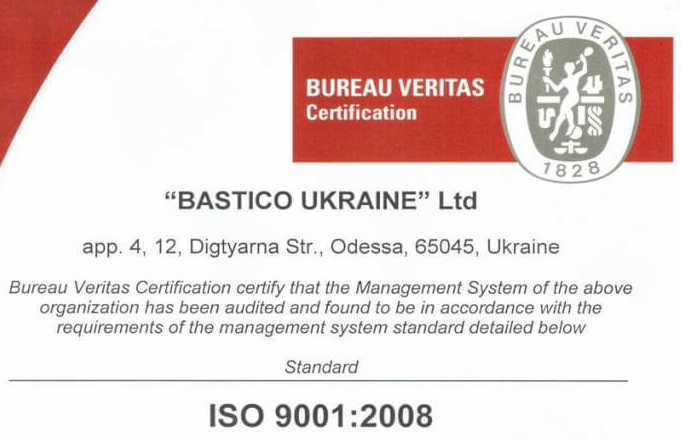 BUREAU VERITAS
Certification
BUREAU VERITAS
1828
“BASTICO UKRAINE” Ltd
app. 4, 12, Digtyarna Str., Odessa, 65045, Ukraine
Bureau Veritas Certification certify that the Management System of the above
organization has been audited and found to be in accordance with the
requirements of the management system standard detailed below
Standard
ISO 9001:2008